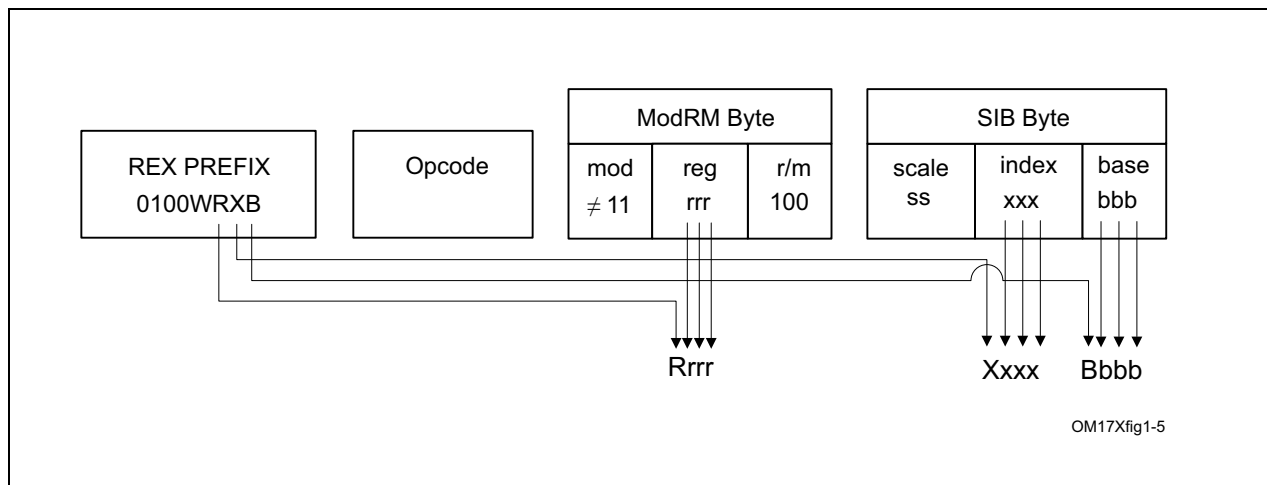 REX PREFIX
0100WRXB
Opcode
ModRM Byte
mod
≠ 11
reg
rrr
r/m
100
SIB Byte
scale
ss
index
xxx
base
bbb
Rrrr
Xxxx
Bbbb
OM17Xfig1-5